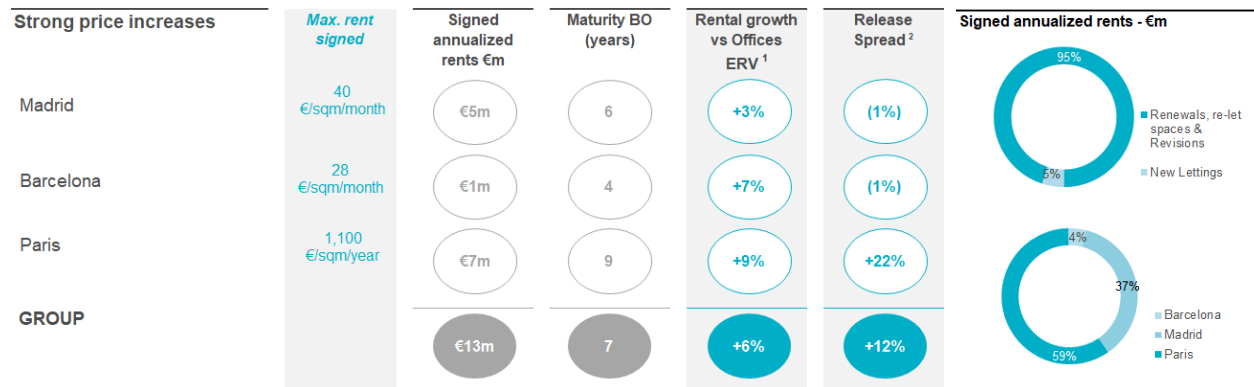 Strong price increases
Max. rent
signed
Signed
annualized
rents €m
Maturity BO
(years)
Rental growth
vs Offices
ERV 1
Release
Spread 2
Signed annualized rents - €m
Madrid
40
€/sqm/month
€5m
6
+3%
(1%)
Barcelona
28
€/sqm/month
€1m
4
+7%
(1%)
Paris
1,100
€/sqm/year
€7m
9
+9%
+22%
GROUP
€13m
7
+6%
+12%
95%
5%
Renewals, re-let
spaces &
Revisions
New Lettings
4%
37%
59%
Barcelona
Madrid
Paris